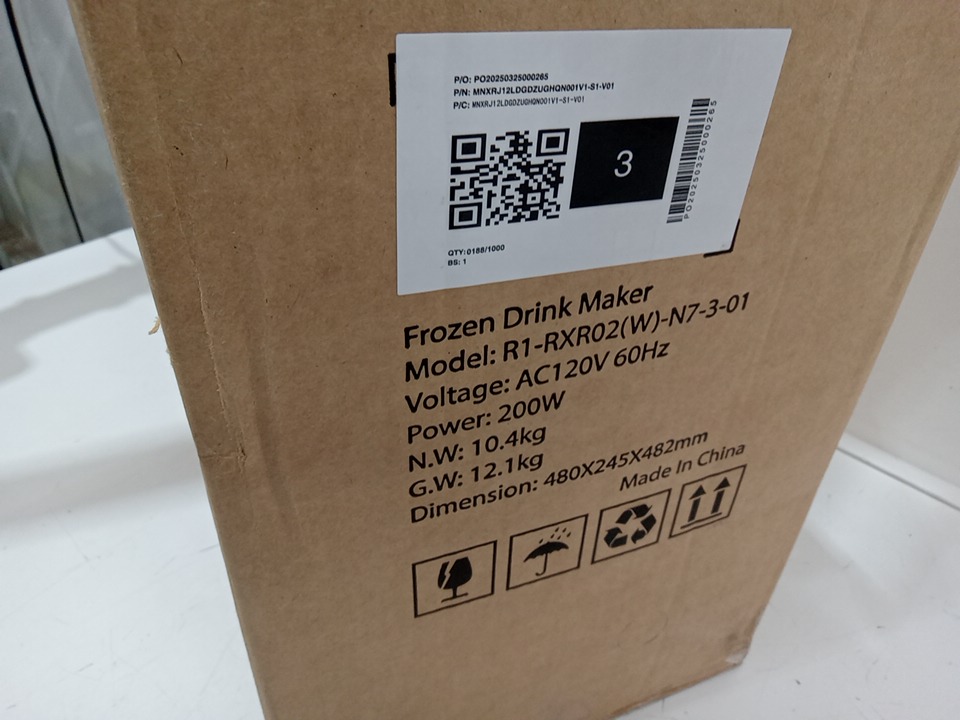 P/O: PO20250325000265
P/N: MNXRJ12LDGDZUGHQN001V1-S1-V01
P/C: MNXRJ12LDGDZUGHQN001V1-S1-V01
3
PO20250325000265
QTY:0188/1000
BS: 1
Frozen Drink Maker
Model: R1-RXR02(W)-N7-3-01
Voltage: AC120V 60Hz
Power: 200W
N.W: 10.4kg
G.W: 12.1kg
Dimension: 480X245X482mm
Made In China